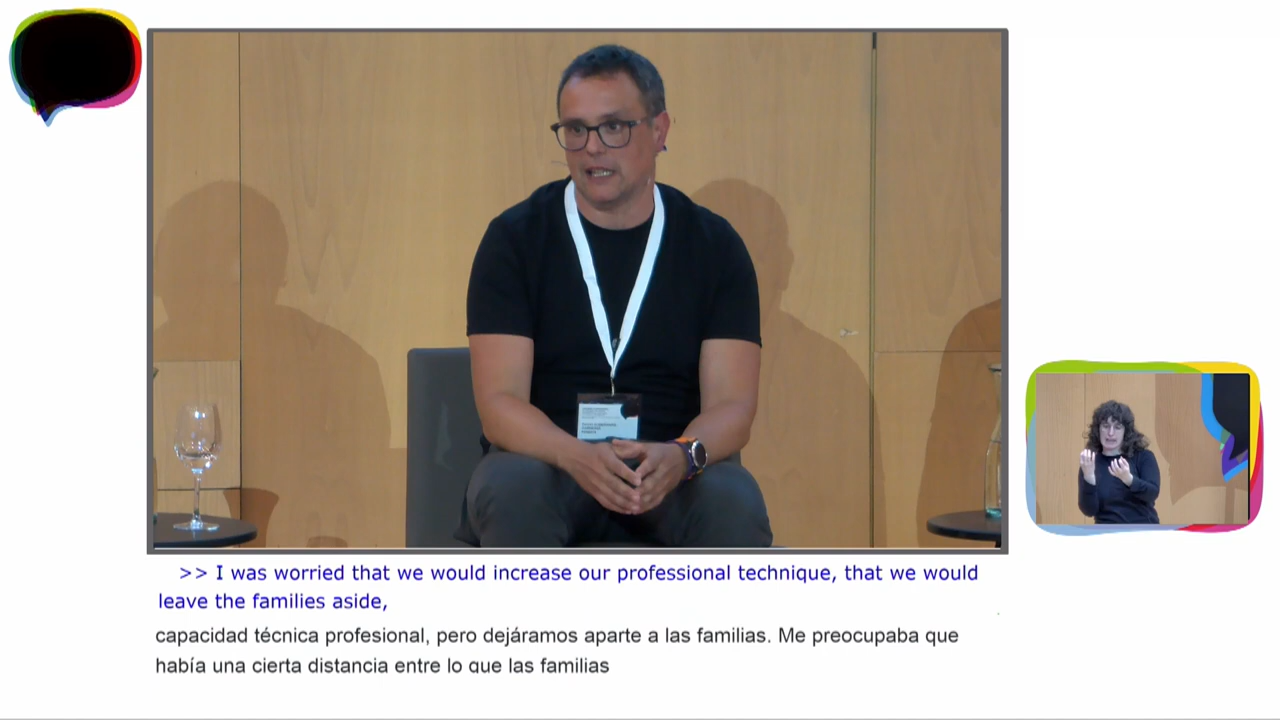 >> I was worried that we would increase our professional technique, that we would
leave the families aside,
capacidad técnica profesional, pero dejáramos aparte a las familias. Me preocupaba que
había una cierta distancia entre lo que las familias